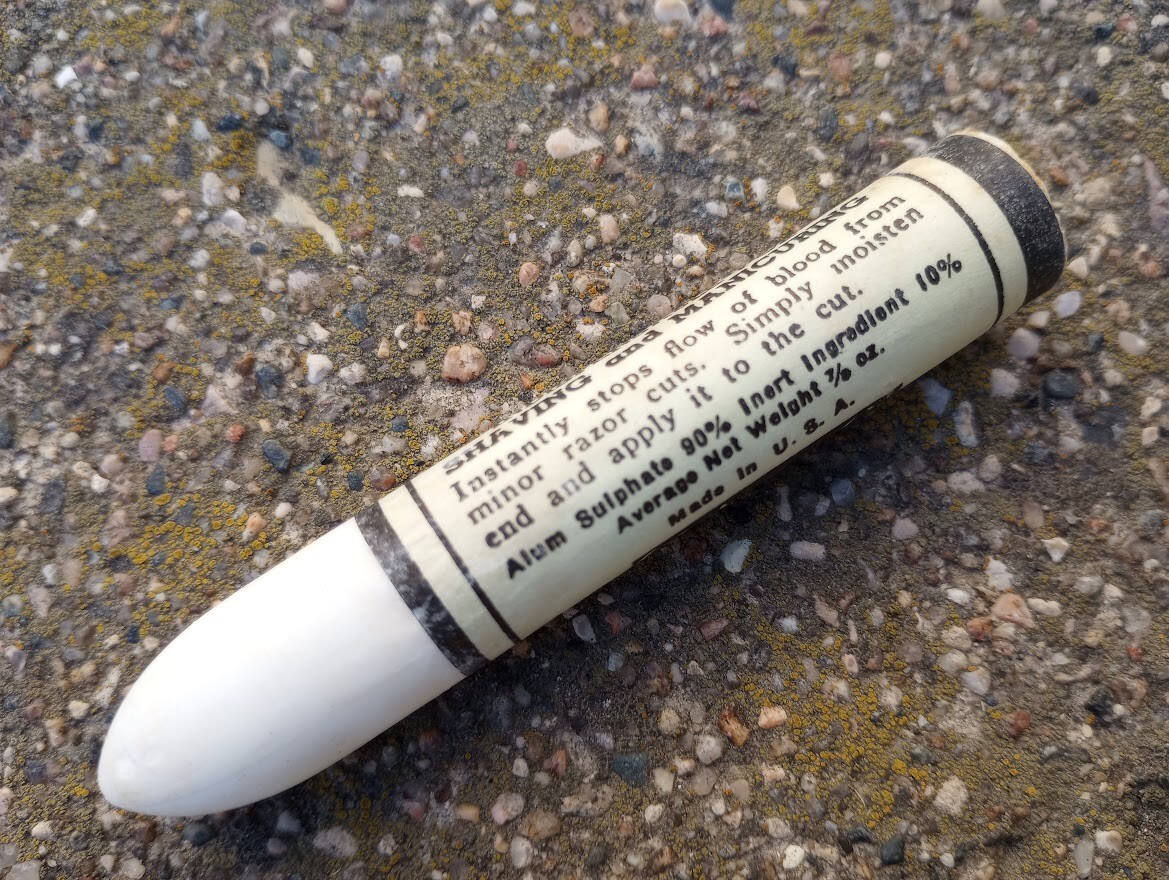 SHAVING and MANICURING
Instantly stops flow of blood from
minor razor cuts. Simply moisten
end and apply it to the cut.
Alum Sulphate 90% Inert Ingredient 10%
Average Net Weight ⅞ oz.
Made in U. S. A.